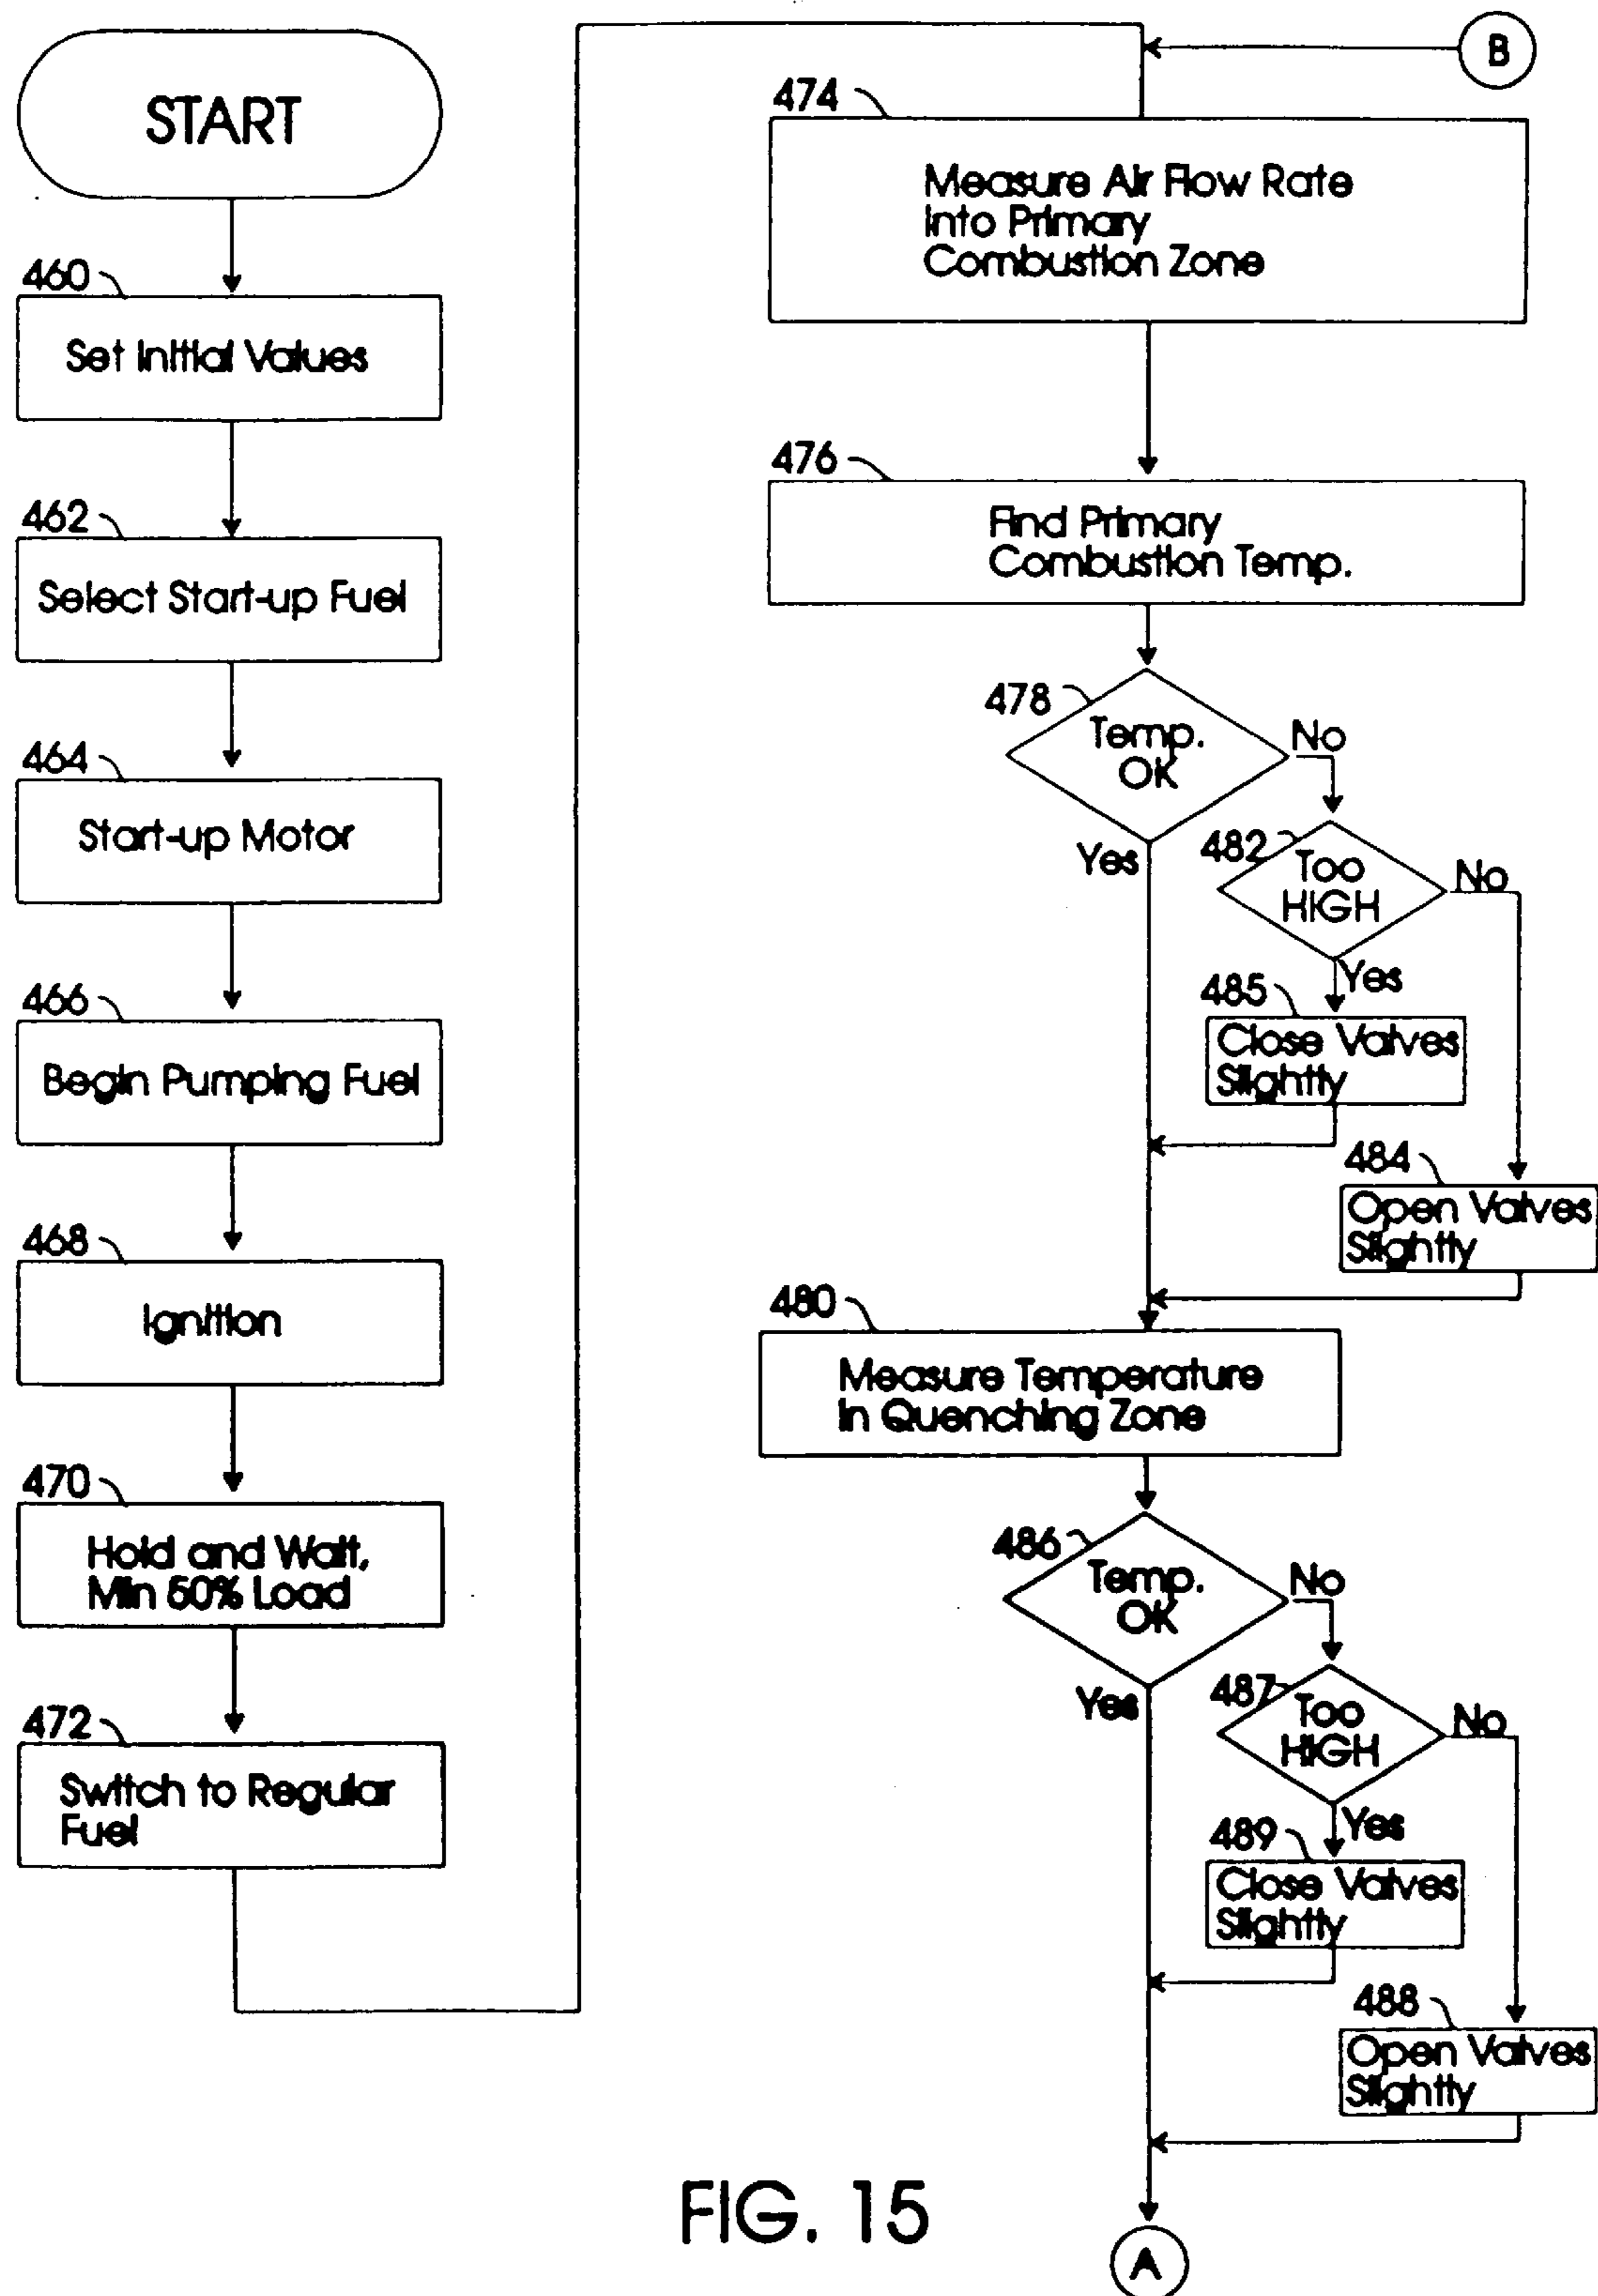 START
460
Set Initial Values
462
Select Start-up Fuel
464
Start-up Motor
466
Begin Pumping Fuel
468
Ignition
470
Hold and Wait,
Min 50% Load
472
Switch to Regular
Fuel
B
474
Measure Air Flow Rate
Into Primary
Combustion Zone
476
Find Primary
Combustion Temp.
478
Temp.
OK
No
Yes
482
Too
HIGH
No
Yes
485
Close Valves
Slightly
484
Open Valves
Slightly
480
Measure Temperature
In Quenching Zone
486
Temp.
OK
No
Yes
487
Too
HIGH
No
Yes
489
Close Valves
Slightly
488
Open Valves
Slightly
A
FIG. 15